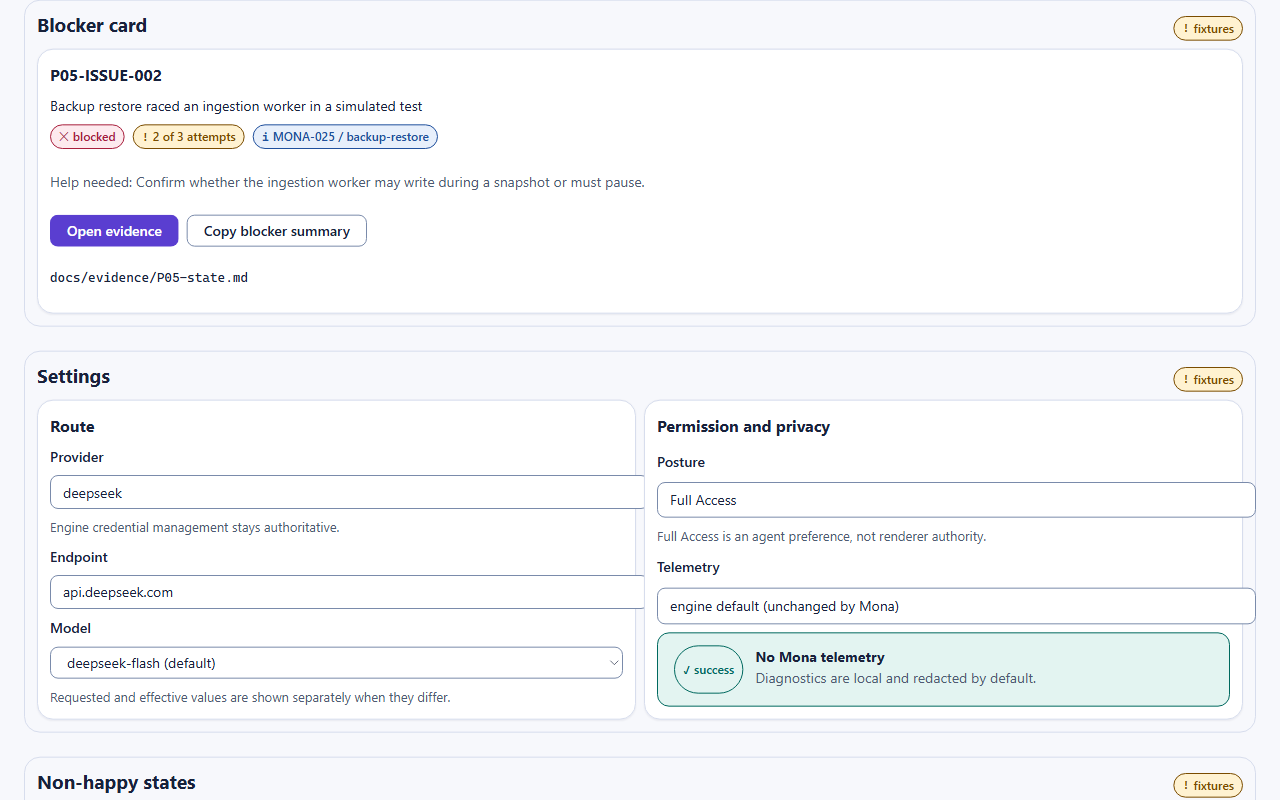 Blocker card
! fixtures
P05-ISSUE-002
Backup restore raced an ingestion worker in a simulated test
✕ blocked
! 2 of 3 attempts
i MONA-025 / backup-restore
Help needed: Confirm whether the ingestion worker may write during a snapshot or must pause.
Open evidence
Copy blocker summary
docs/evidence/P05-state.md
Settings
! fixtures
Route
Provider
deepseek
Engine credential management stays authoritative.
Endpoint
api.deepseek.com
Model
deepseek-flash (default)
Requested and effective values are shown separately when they differ.
Permission and privacy
Posture
Full Access
Full Access is an agent preference, not renderer authority.
Telemetry
engine default (unchanged by Mona)
✓ success
No Mona telemetry
Diagnostics are local and redacted by default.
Non-happy states
! fixtures